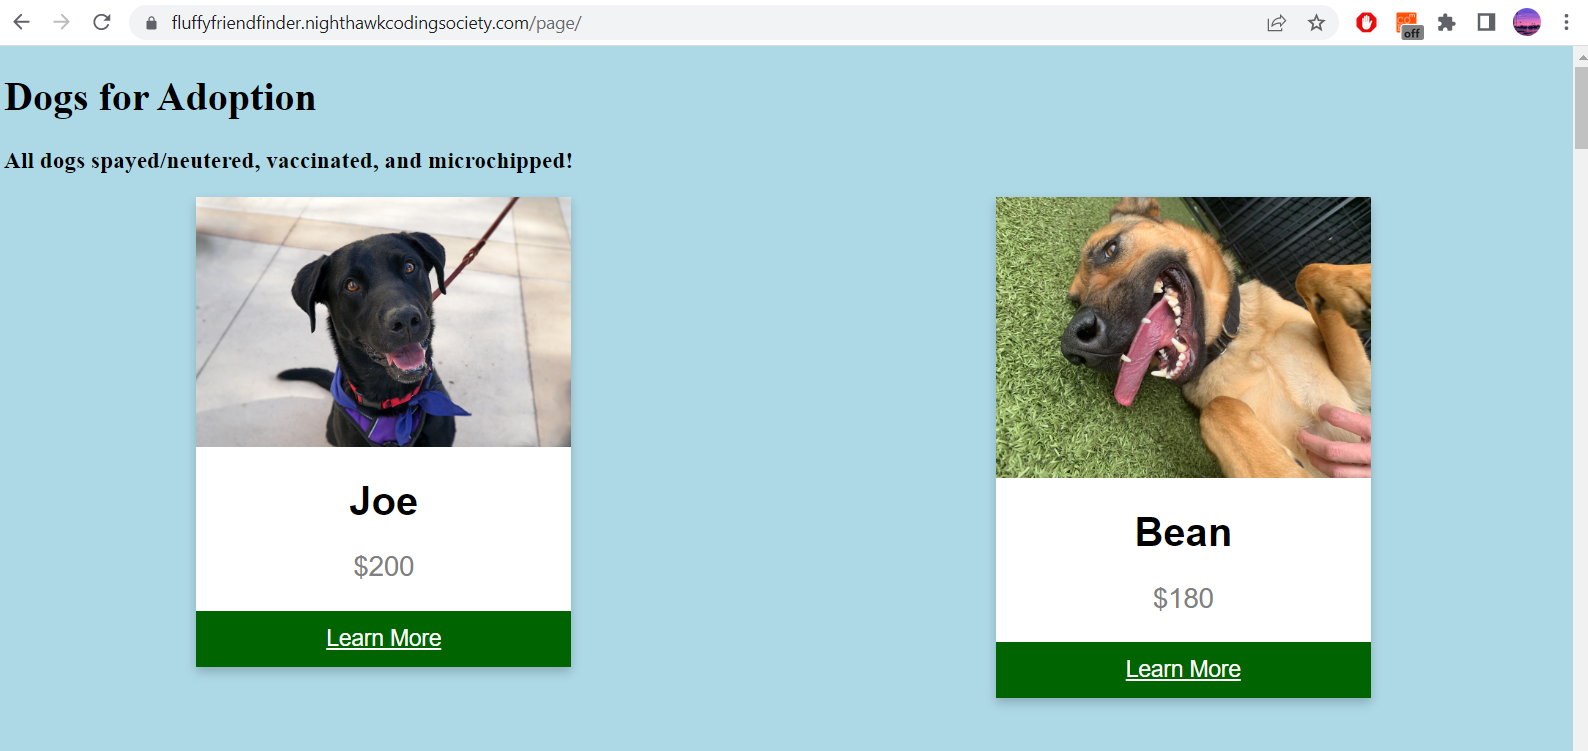 fluffyfriendfinder.nighthawkcodingsociety.com/page/
off
Dogs for Adoption
All dogs spayed/neutered, vaccinated, and microchipped!
Joe
$200
Learn More
Bean
$180
Learn More